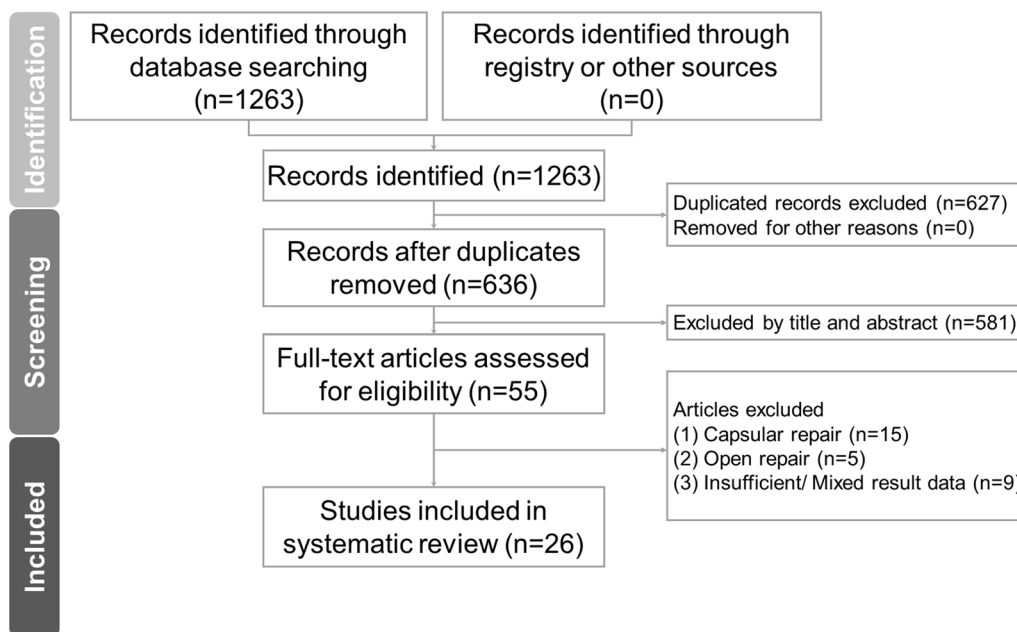 Identification
Records identified through
database searching
(n=1263)
Records identified through
registry or other sources
(n=0)
Records identified (n=1263)
Duplicated records excluded (n=627)
Removed for other reasons (n=0)
Screening
Records after duplicates
removed (n=636)
Excluded by title and abstract (n=581)
Full-text articles assessed
for eligibility (n=55)
Articles excluded
(1) Capsular repair (n=15)
(2) Open repair (n=5)
(3) Insufficient/ Mixed result data (n=9)
Included
Studies included in
systematic review (n=26)